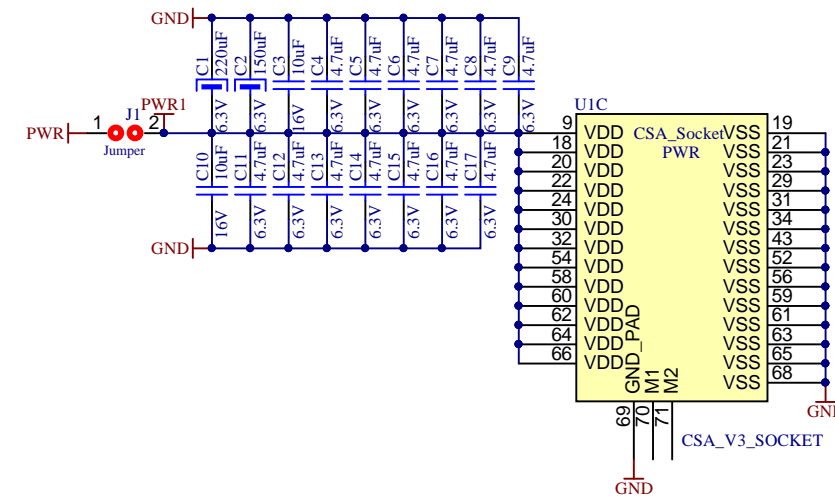 GND
C1 220uF 6.3V
C2 150uF 6.3V
C3 10uF 16V
C4 4.7uF 6.3V
C5 4.7uF 6.3V
C6 4.7uF 6.3V
C7 4.7uF 6.3V
C8 4.7uF 6.3V
C9 4.7uF 6.3V
PWR
1 J1 2
Jumper
PWR1
C10 10uF 16V
C11 4.7uF 6.3V
C12 4.7uF 6.3V
C13 4.7uF 6.3V
C14 4.7uF 6.3V
C15 4.7uF 6.3V
C16 4.7uF 6.3V
C17 4.7uF 6.3V
GND
U1C
CSA_Socket
PWR
9 VDD VSS 19
18 VDD VSS 21
20 VDD VSS 23
22 VDD VSS 29
24 VDD VSS 31
30 VDD VSS 34
32 VDD VSS 43
54 VDD VSS 52
58 VDD VSS 56
60 VDD VSS 59
62 VDD VSS 61
64 VDD VSS 63
66 VDD VSS 65
VSS 68
GND_PAD M1 M2
69 70 71
GND
CSA_V3_SOCKET
GND